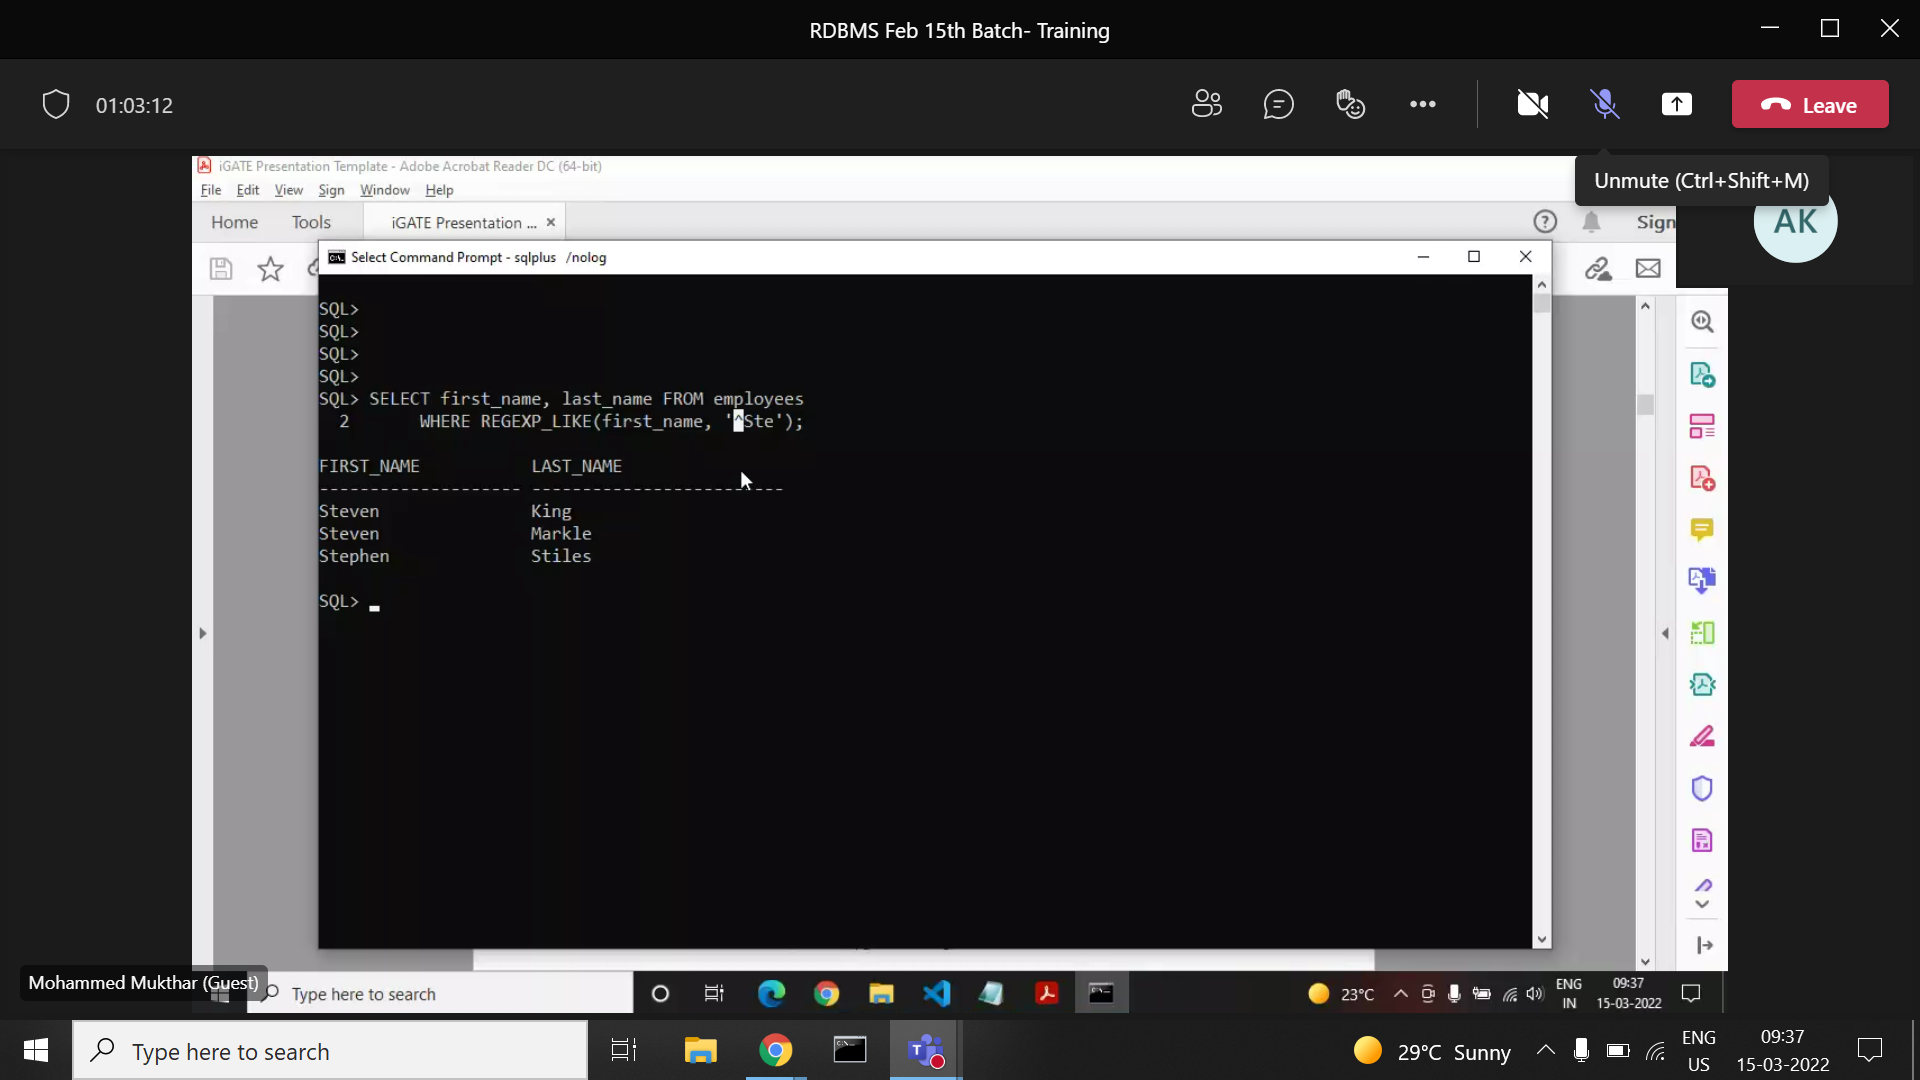 RDBMS Feb 15th Batch- Training
01:03:12
Leave
Unmute (Ctrl+Shift+M)
AK
iGATE Presentation Template - Adobe Acrobat Reader DC (64-bit)
File Edit View Sign Window Help
Home Tools iGATE Presentation ... Sign
Select Command Prompt - sqlplus /nolog
SQL>
SQL>
SQL>
SQL>
SQL> SELECT first_name, last_name FROM employees
2 WHERE REGEXP_LIKE(first_name, '^Ste');
FIRST_NAME LAST_NAME
-------------------- -------------------------
Steven King
Steven Markle
Stephen Stiles
SQL>
Mohammed Mukthar (Guest)
Type here to search
23°C
ENG
IN
09:37
15-03-2022
Type here to search
29°C Sunny
ENG
US
09:37
15-03-2022